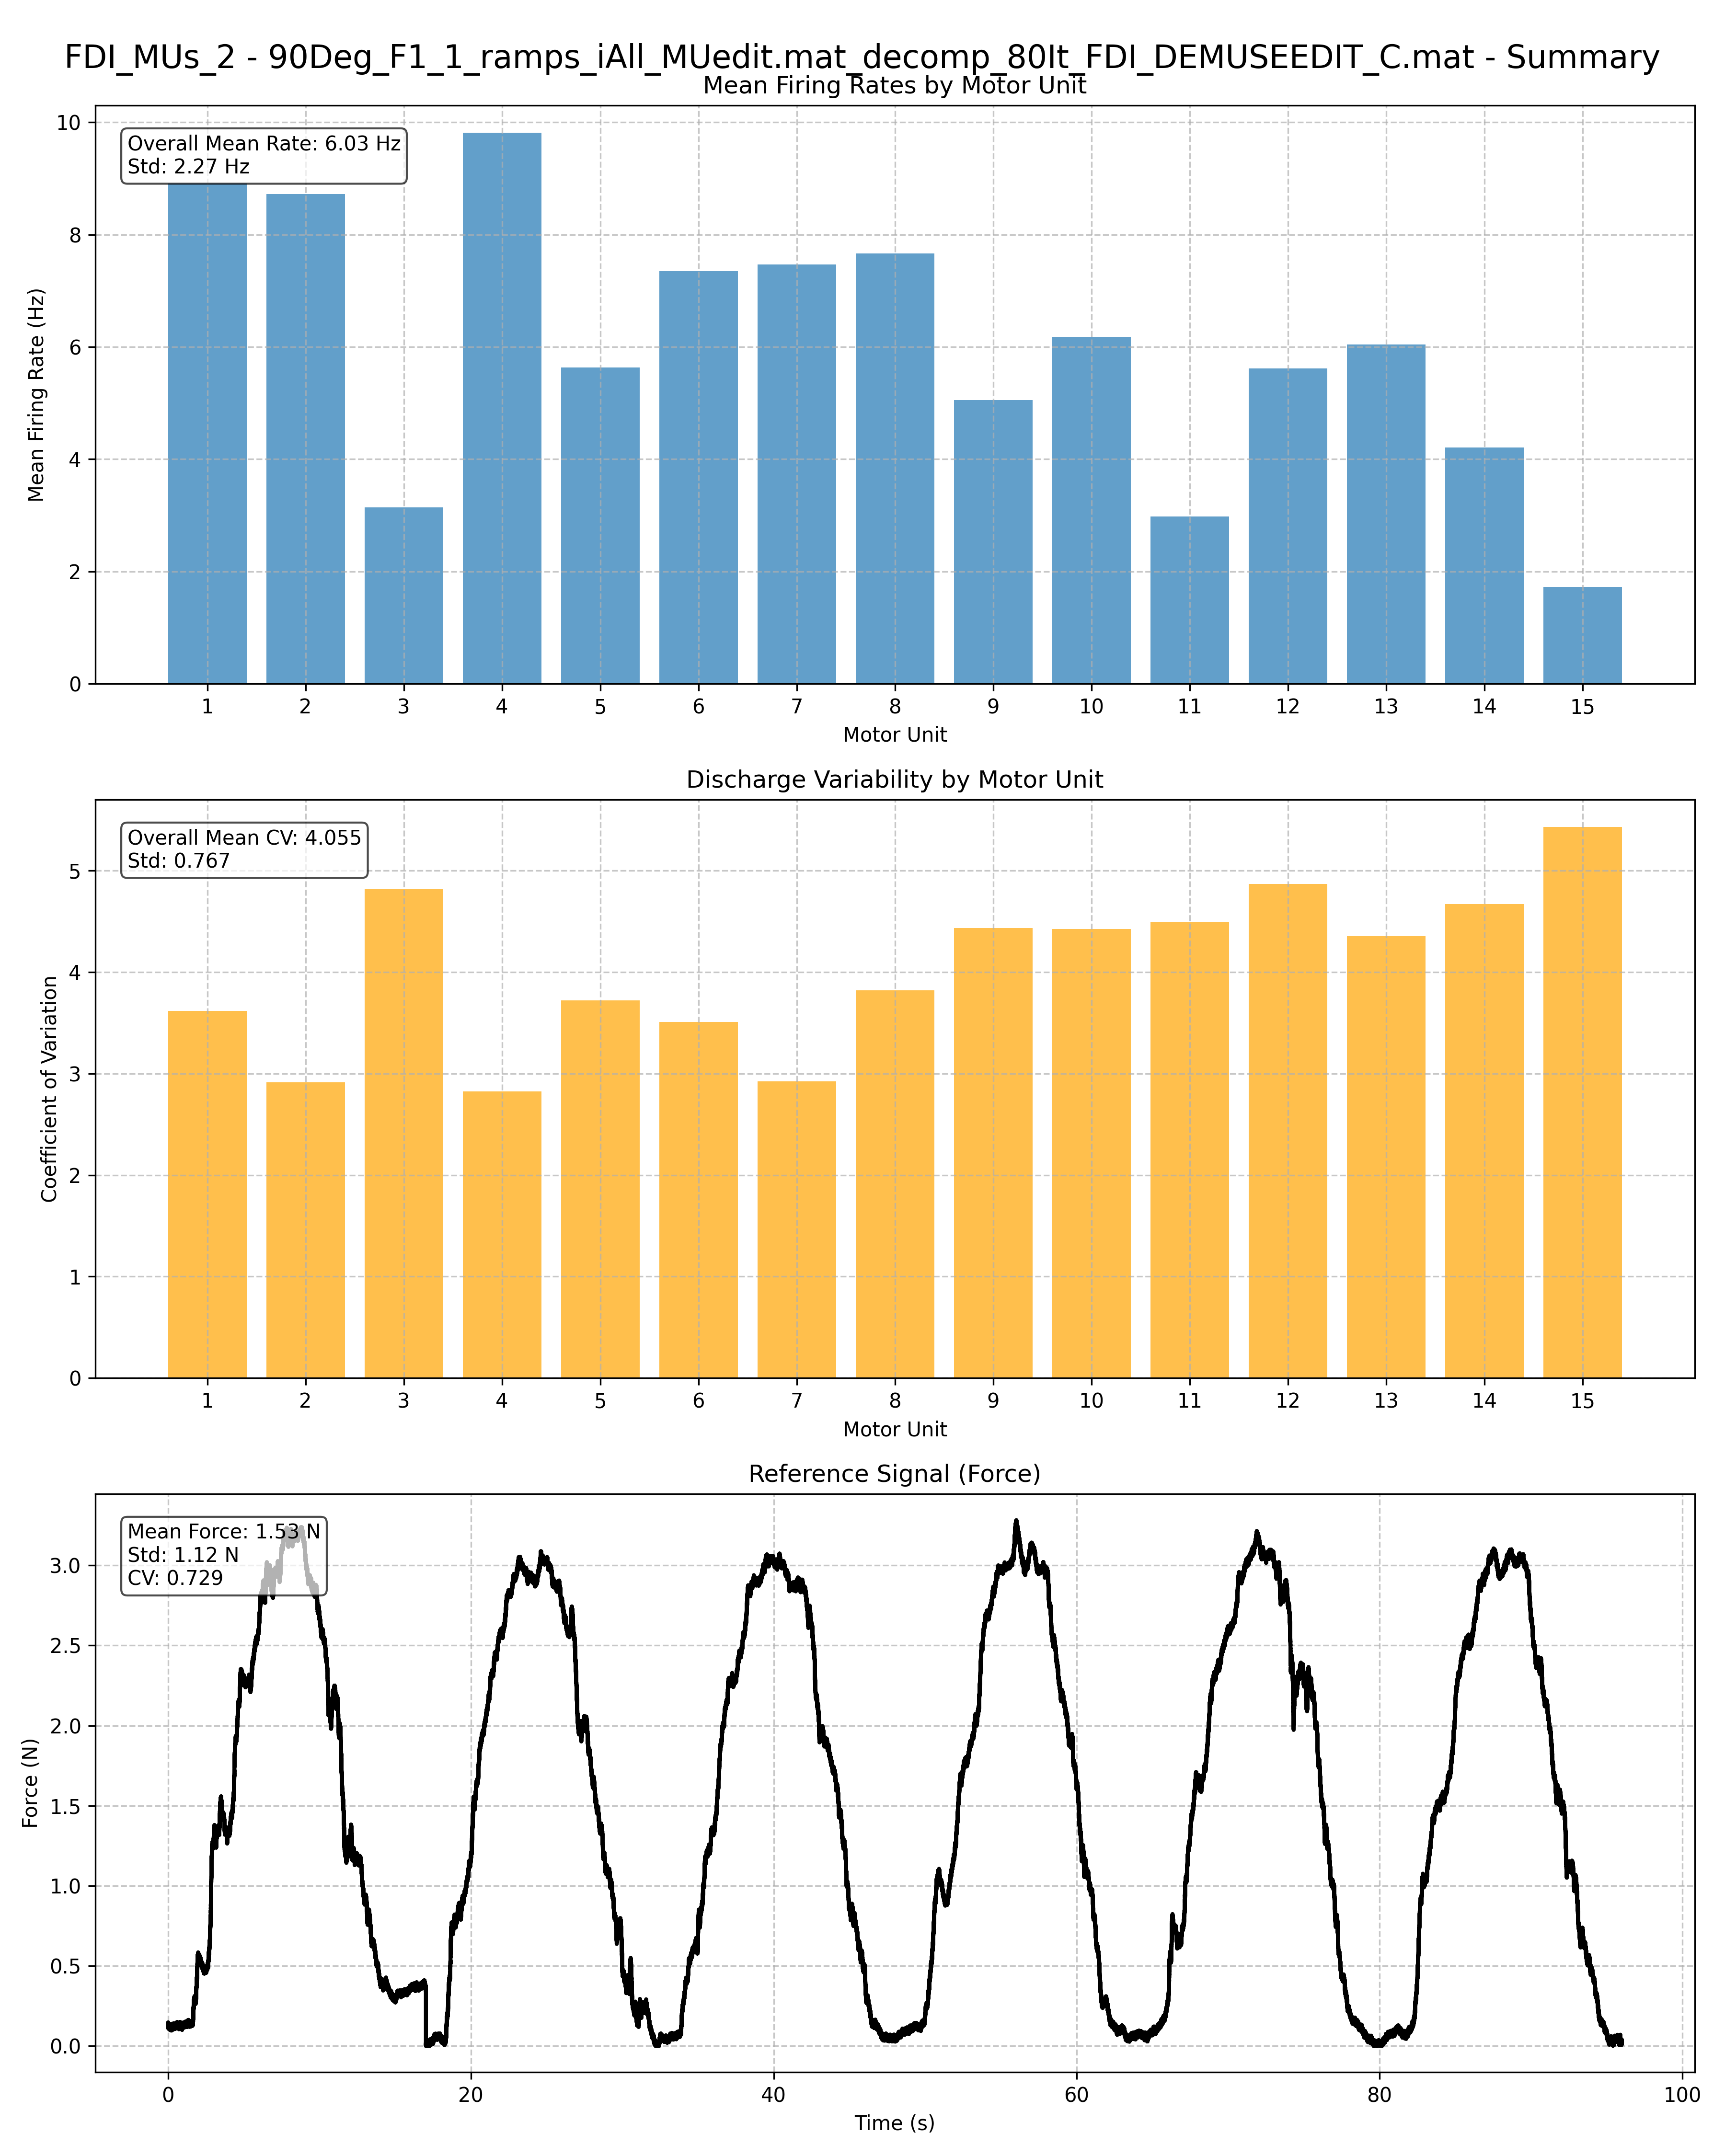 FDI_MUs_2 - 90Deg_F1_1_ramps_iAll_MUedit.mat_decomp_80It_FDI_DEMUSEEDIT_C.mat - Summary
Mean Firing Rates by Motor Unit
Overall Mean Rate: 6.03 Hz
Std: 2.27 Hz
Mean Firing Rate (Hz)
10
8
6
4
2
0
1 2 3 4 5 6 7 8 9 10 11 12 13 14 15
Motor Unit
Discharge Variability by Motor Unit
Overall Mean CV: 4.055
Std: 0.767
Coefficient of Variation
5
4
3
2
1
0
1 2 3 4 5 6 7 8 9 10 11 12 13 14 15
Motor Unit
Reference Signal (Force)
Mean Force: 1.53 N
Std: 1.12 N
CV: 0.729
Force (N)
3.0
2.5
2.0
1.5
1.0
0.5
0.0
0 20 40 60 80 100
Time (s)